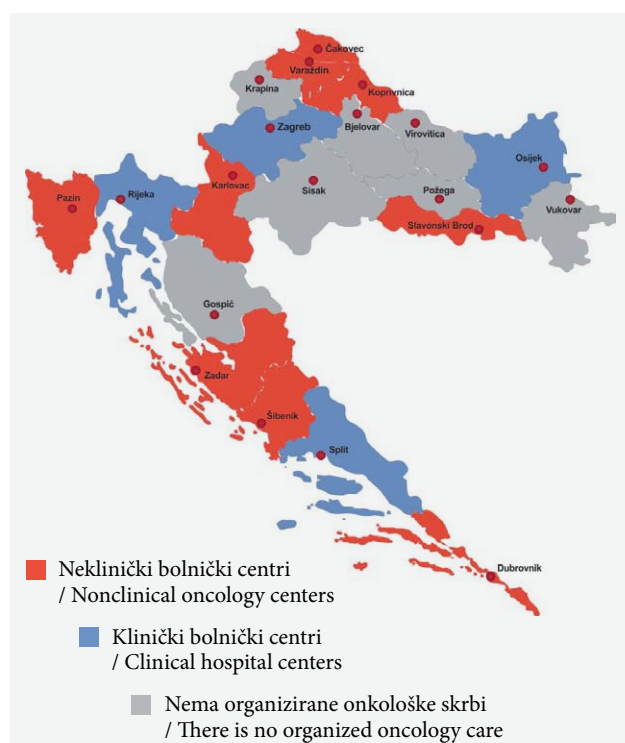 Čakovec
Varaždin
Krapina
Koprivnica
Zagreb
Bjelovar
Virovitica
Osijek
Karlovac
Sisak
Požega
Pazin
Rijeka
Vukovar
Slavonski Brod
Gospić
Zadar
Šibenik
Split
Dubrovnik
Neklinički bolnički centri
/ Nonclinical oncology centers
Klinički bolnički centri
/ Clinical hospital centers
Nema organizirane onkološke skrbi
/ There is no organized oncology care